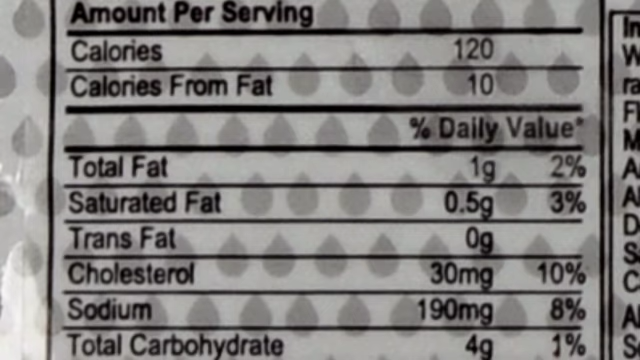 Amount Per Serving
Calories 120
Calories From Fat 10
% Daily Value*
Total Fat 1g 2%
Saturated Fat 0.5g 3%
Trans Fat 0g
Cholesterol 30mg 10%
Sodium 190mg 8%
Total Carbohydrate 4g 1%